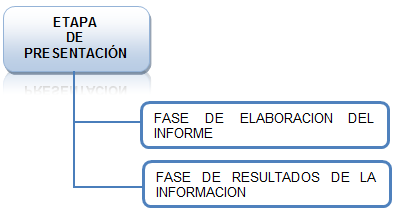 ETAPA
DE
PRESENTACIÓN
FASE DE ELABORACION DEL
INFORME
FASE DE RESULTADOS DE LA
INFORMACION